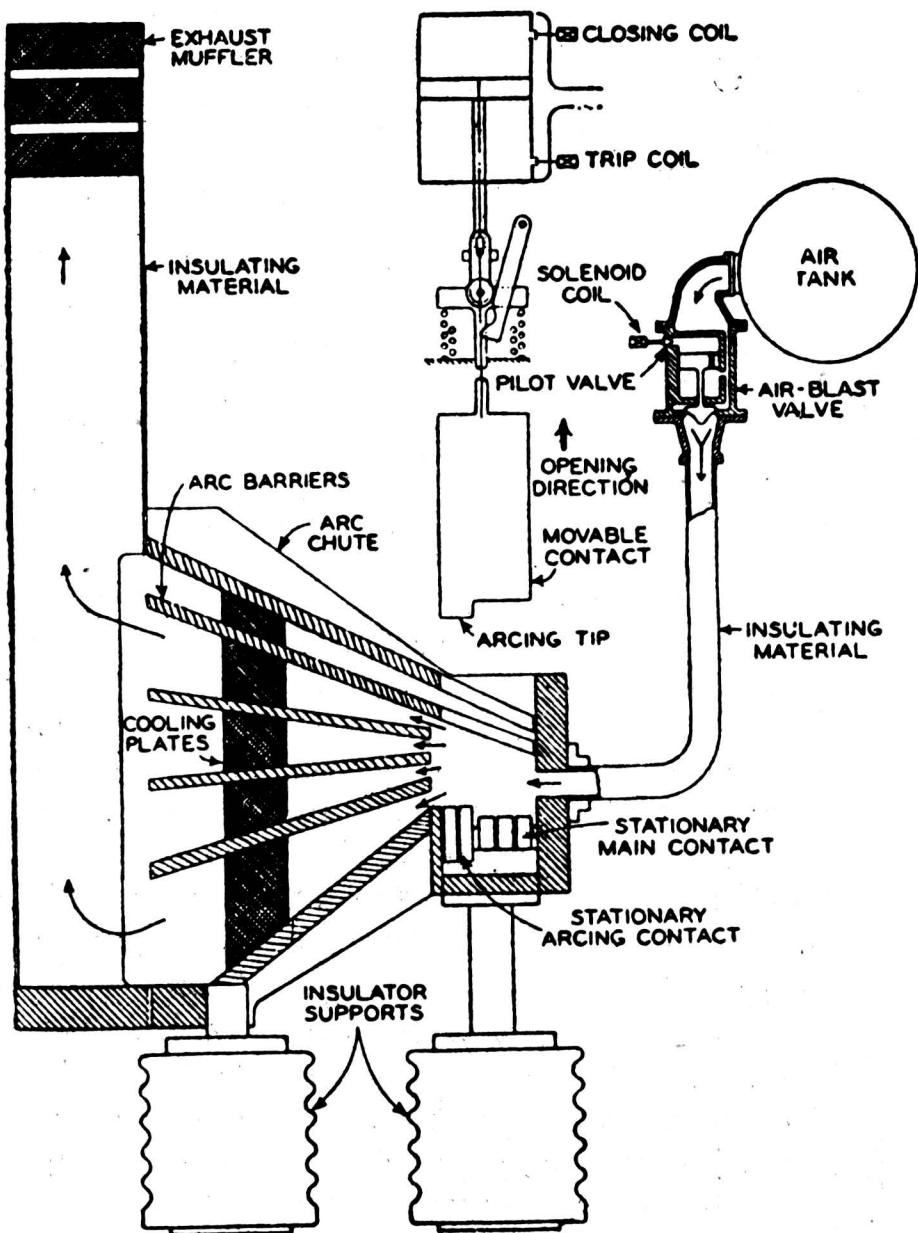 EXHAUST
MUFFLER
CLOSING COIL
TRIP COIL
INSULATING
MATERIAL
SOLENOID
COIL
AIR
TANK
PILOT VALVE
AIR-BLAST
VALVE
OPENING
DIRECTION
ARC BARRIERS
ARC
CHUTE
MOVABLE
CONTACT
ARCING TIP
INSULATING
MATERIAL
COOLING
PLATES
STATIONARY
MAIN CONTACT
STATIONARY
ARCING CONTACT
INSULATOR
SUPPORTS